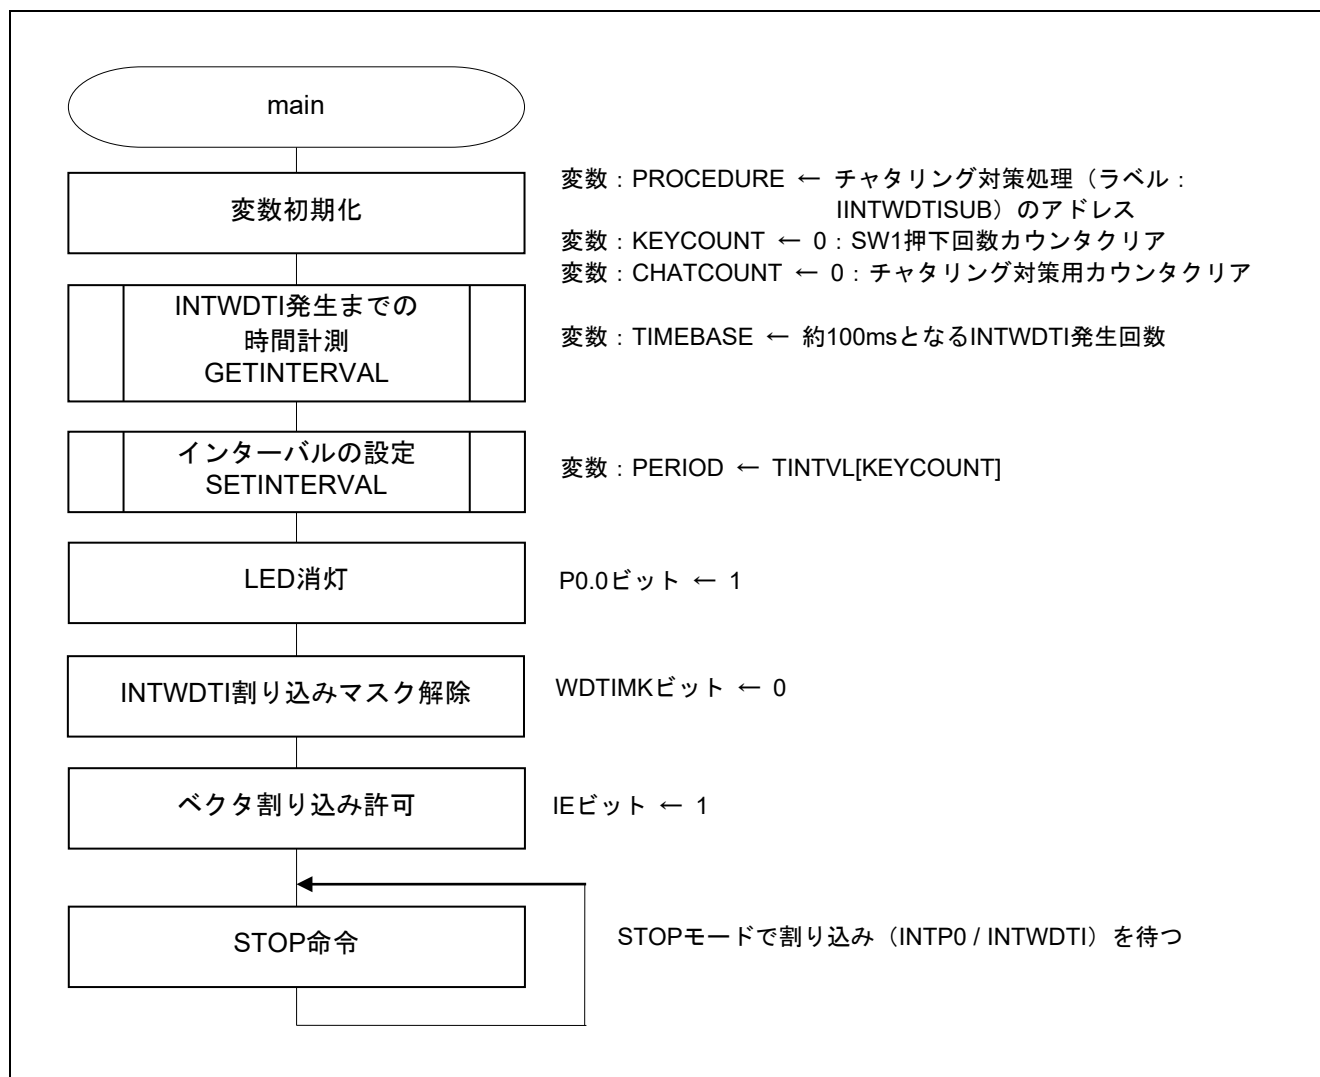 main
変数初期化
変数：PROCEDURE ← チャタリング対策処理（ラベル：
IINTWDTISUB）のアドレス
変数：KEYCOUNT ← 0：SW1押下回数カウンタクリア
変数：CHATCOUNT ← 0：チャタリング対策用カウンタクリア
INTWDTI発生までの
時間計測
GETINTERVAL
変数：TIMEBASE ← 約100msとなるINTWDTI発生回数
インターバルの設定
SETINTERVAL
変数：PERIOD ← TINTVL[KEYCOUNT]
LED消灯
P0.0ビット ← 1
INTWDTI割り込みマスク解除
WDTIMKビット ← 0
ベクタ割り込み許可
IEビット ← 1
STOP命令
STOPモードで割り込み（INTP0 / INTWDTI）を待つ